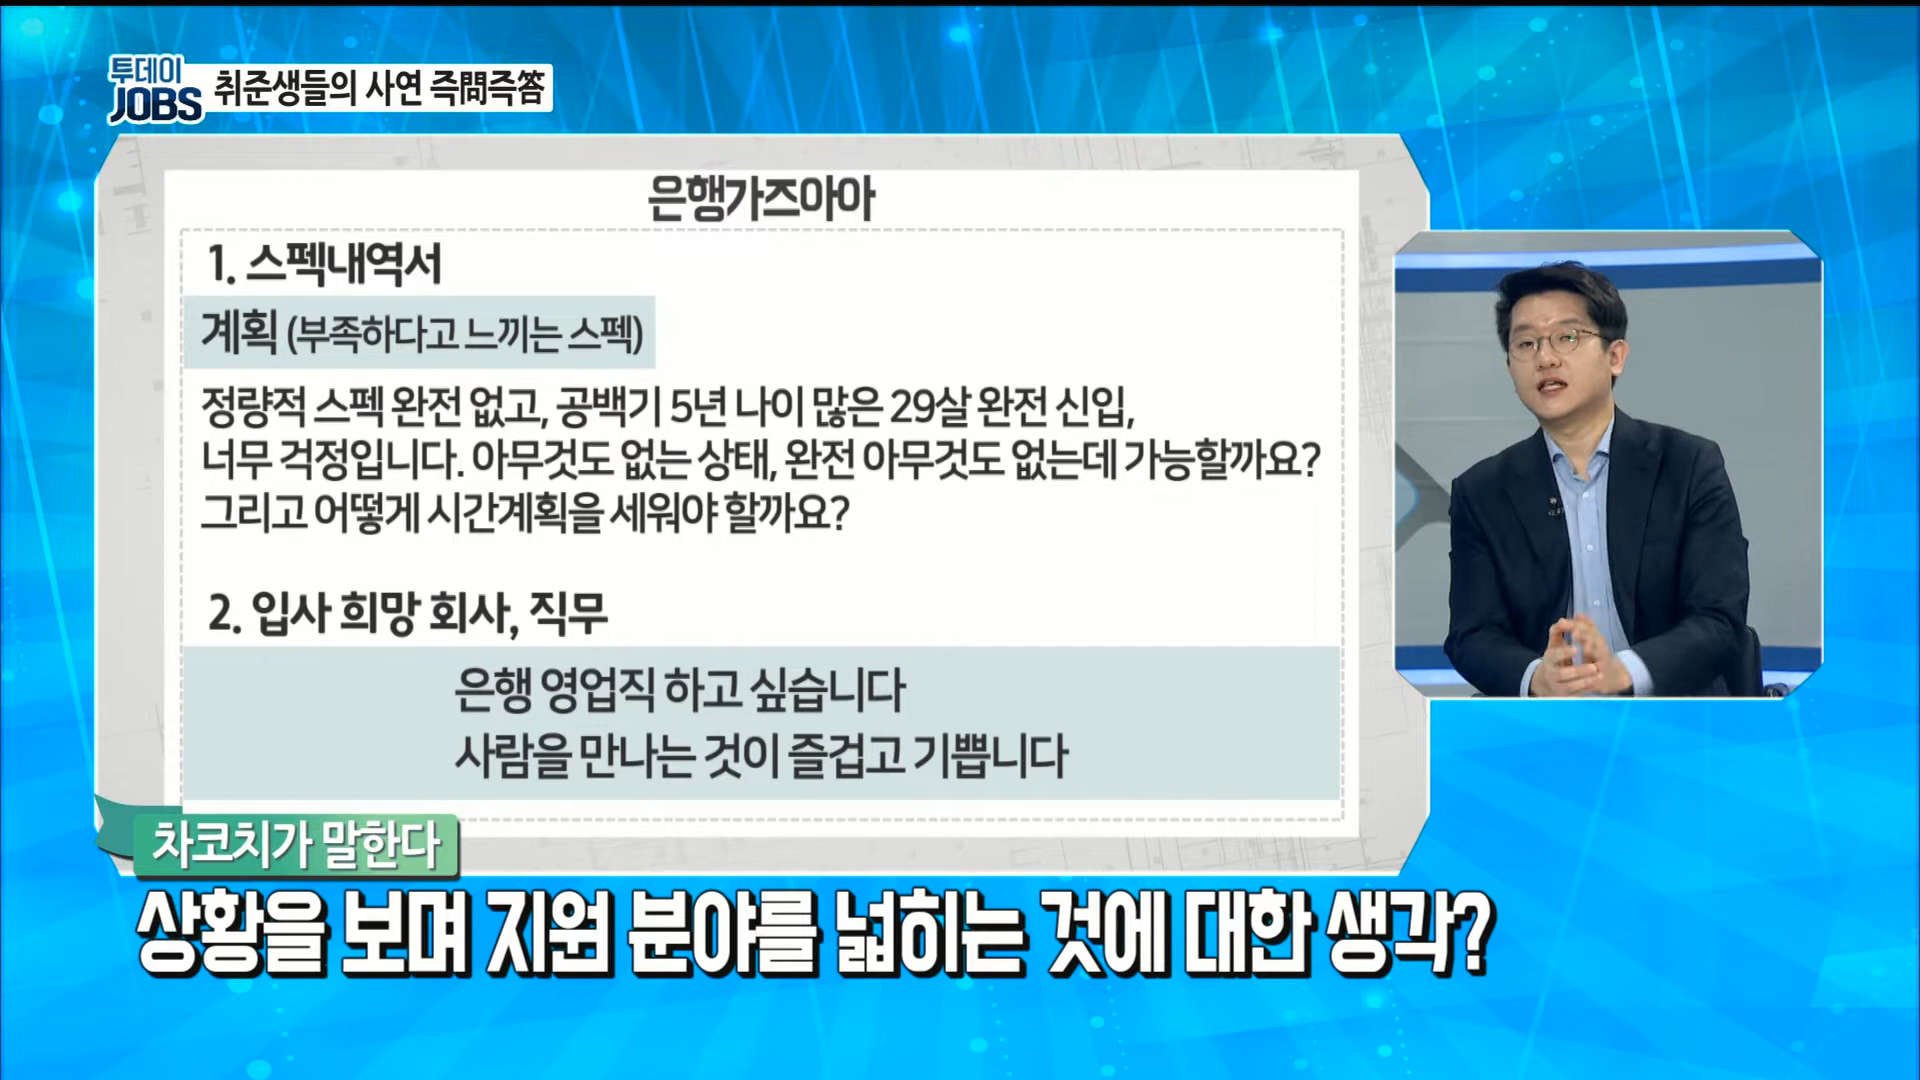 투데이
JOBS
취준생들의 사연 즉問즉答
은행가즈아아
1. 스펙내역서
계획 (부족하다고 느끼는 스펙)
정량적 스펙 완전 없고, 공백기 5년 나이 많은 29살 완전 신입,
너무 걱정입니다. 아무것도 없는 상태, 완전 아무것도 없는데 가능할까요?
그리고 어떻게 시간계획을 세워야 할까요?
2. 입사 희망 회사, 직무
은행 영업직 하고 싶습니다
사람을 만나는 것이 즐겁고 기쁩니다
차코치가 말한다
상황을 보며 지원 분야를 넓히는 것에 대한 생각?